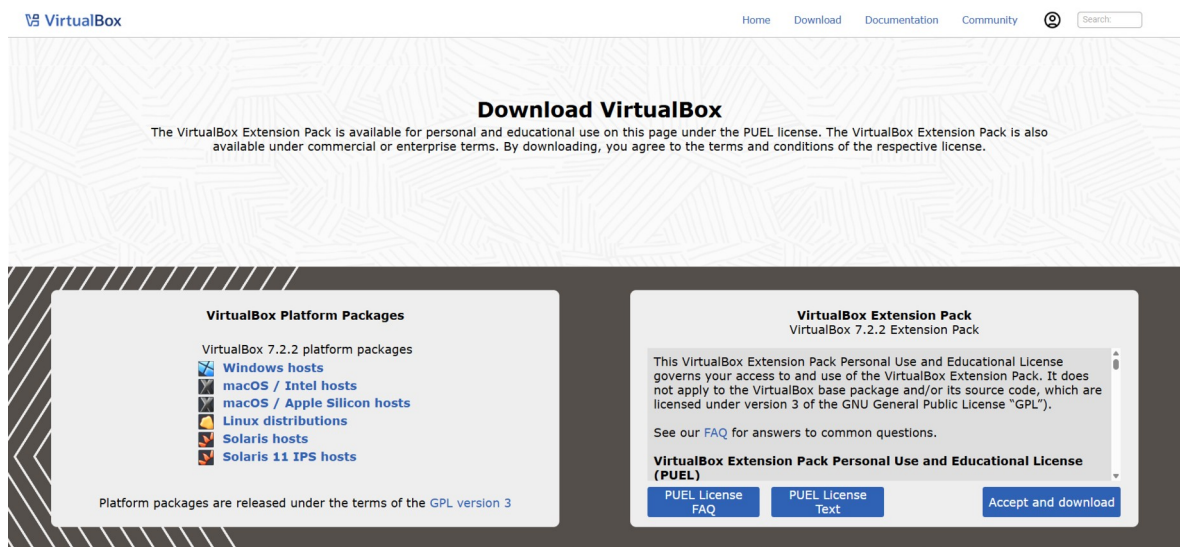 VirtualBox
Home Download Documentation Community Search:
Download VirtualBox
The VirtualBox Extension Pack is available for personal and educational use on this page under the PUEL license. The VirtualBox Extension Pack is also
available under commercial or enterprise terms. By downloading, you agree to the terms and conditions of the respective license.
VirtualBox Platform Packages
VirtualBox 7.2.2 platform packages
Windows hosts
macOS / Intel hosts
macOS / Apple Silicon hosts
Linux distributions
Solaris hosts
Solaris 11 IPS hosts
Platform packages are released under the terms of the GPL version 3
VirtualBox Extension Pack
VirtualBox 7.2.2 Extension Pack
This VirtualBox Extension Pack Personal Use and Educational License
governs your access to and use of the VirtualBox Extension Pack. It does
not apply to the VirtualBox base package and/or its source code, which are
licensed under version 3 of the GNU General Public License “GPL”).
See our FAQ for answers to common questions.
VirtualBox Extension Pack Personal Use and Educational License
(PUEL)
PUEL License
FAQ
PUEL License
Text
Accept and download